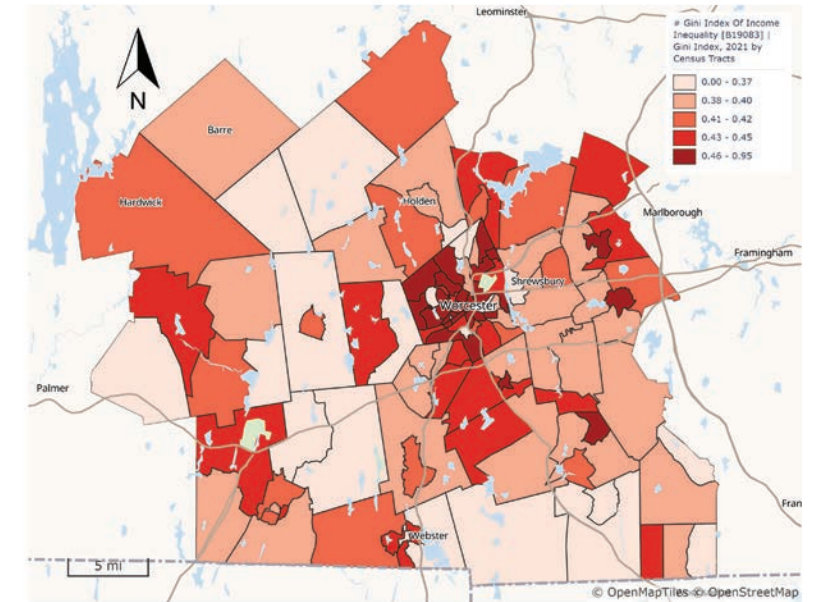 Leominster
# Gini Index Of Income
Inequality [B19083] |
Gini Index, 2021 by
Census Tracts
0.00 - 0.37
0.38 - 0.40
0.41 - 0.42
0.43 - 0.45
0.46 - 0.95
N
Barre
Hardwick
Holden
Marlborough
Framingham
Shrewsbury
Worcester
Palmer
Fran
Webster
5 mi
© OpenMapTiles © OpenStreetMap